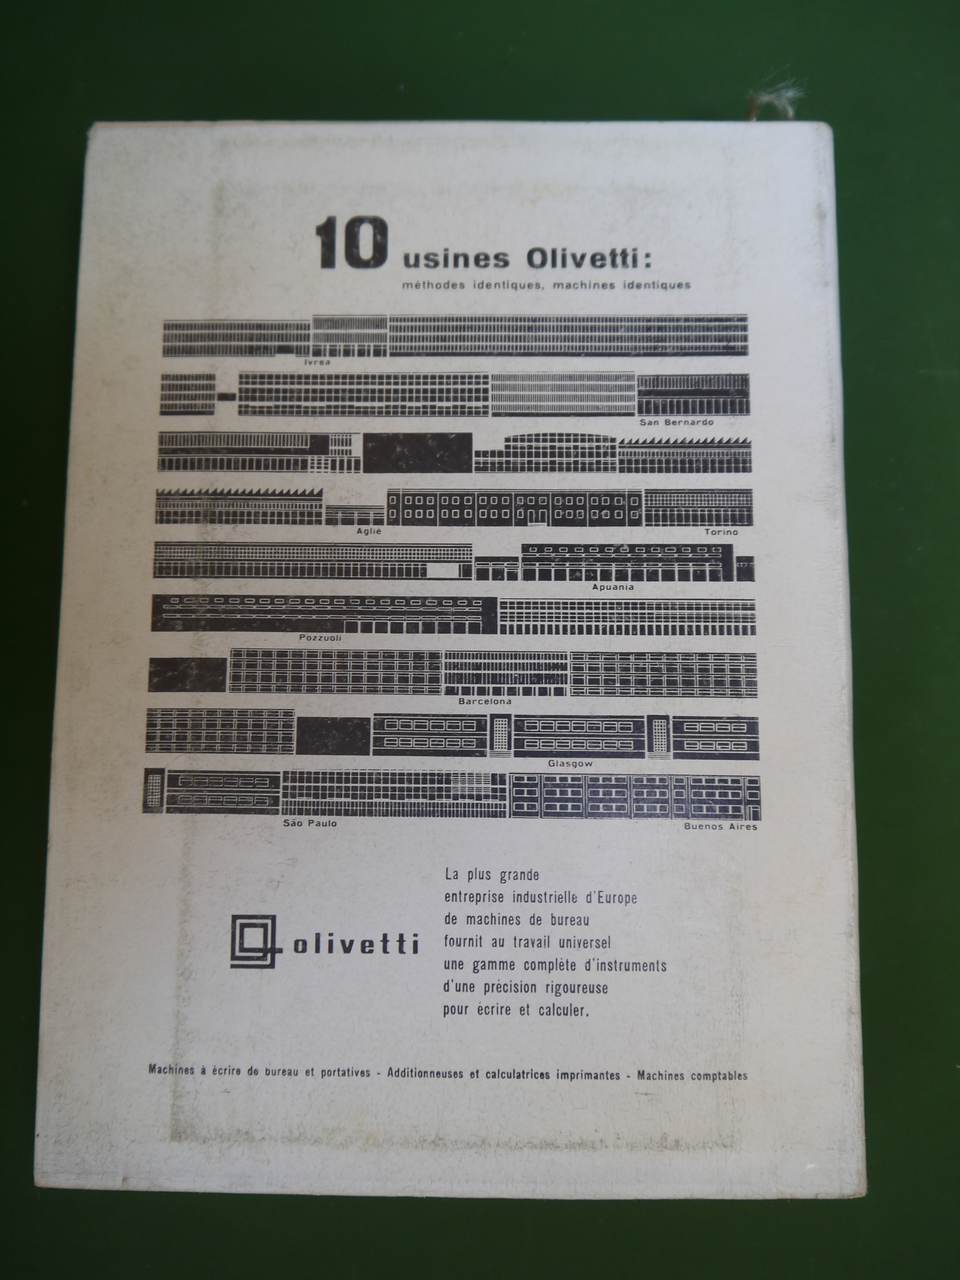 10 usines Olivetti:
méthodes identiques, machines identiques
Ivrea
San Bernardo
Agliè
Torino
Apuania
Pozzuoli
Barcelona
Glasgow
São Paulo
Buenos Aires
La plus grande
entreprise industrielle d'Europe
de machines de bureau
fournit au travail universel
une gamme complète d'instruments
d'une précision rigoureuse
pour écrire et calculer.
olivetti
Machines à écrire de bureau et portatives - Additionneuses et calculatrices imprimantes - Machines comptables